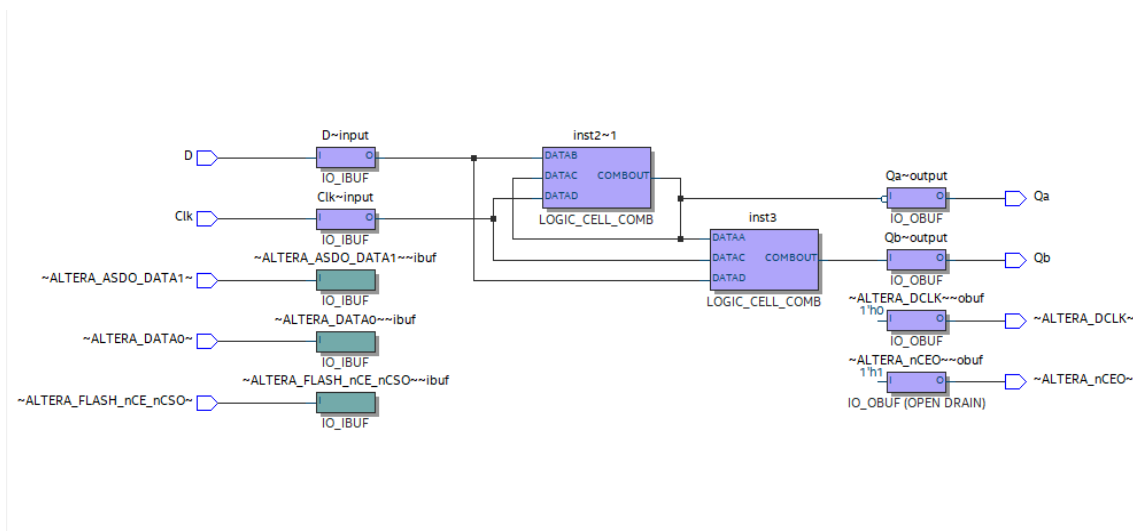 D~input
inst2~1
D
I
O
DATAB
IO_IBUF
DATAC
COMBOUT
Qa~output
Clk~input
DATAD
I
O
Qa
Clk
I
O
LOGIC_CELL_COMB
inst3
IO_OBUF
IO_IBUF
DATAA
Qb~output
~ALTERA_ASDO_DATA1~~ibuf
DATAC
COMBOUT
I
O
Qb
~ALTERA_ASDO_DATA1~
I
DATAD
IO_OBUF
IO_IBUF
LOGIC_CELL_COMB
~ALTERA_DCLK~~obuf
~ALTERA_DATA0~~ibuf
1'h0
I
O
~ALTERA_DCLK~
~ALTERA_DATA0~
I
IO_OBUF
IO_IBUF
~ALTERA_nCEO~~obuf
~ALTERA_FLASH_nCE_nCSO~~ibuf
1'h1
I
O
~ALTERA_nCEO~
~ALTERA_FLASH_nCE_nCSO~
I
IO_OBUF (OPEN DRAIN)
IO_IBUF